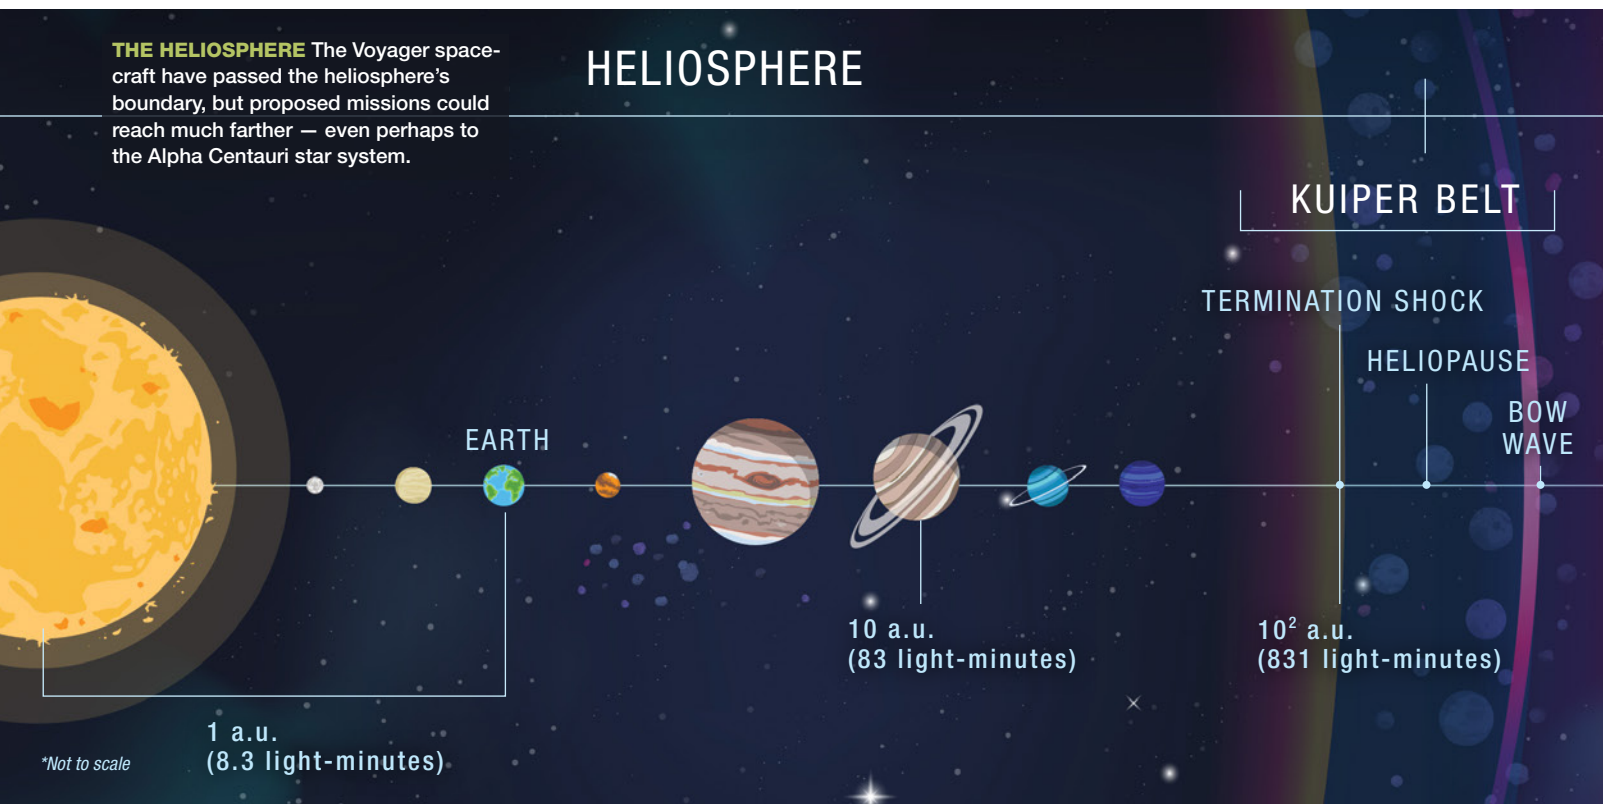 THE HELIOSPHERE The Voyager space-
craft have passed the heliosphere's
boundary, but proposed missions could
reach much farther — even perhaps to
the Alpha Centauri star system.
HELIOSPHERE
KUIPER BELT
TERMINATION SHOCK
HELIOPAUSE
BOW
WAVE
EARTH
10 a.u.
(83 light-minutes)
10² a.u.
(831 light-minutes)
1 a.u.
(8.3 light-minutes)
*Not to scale